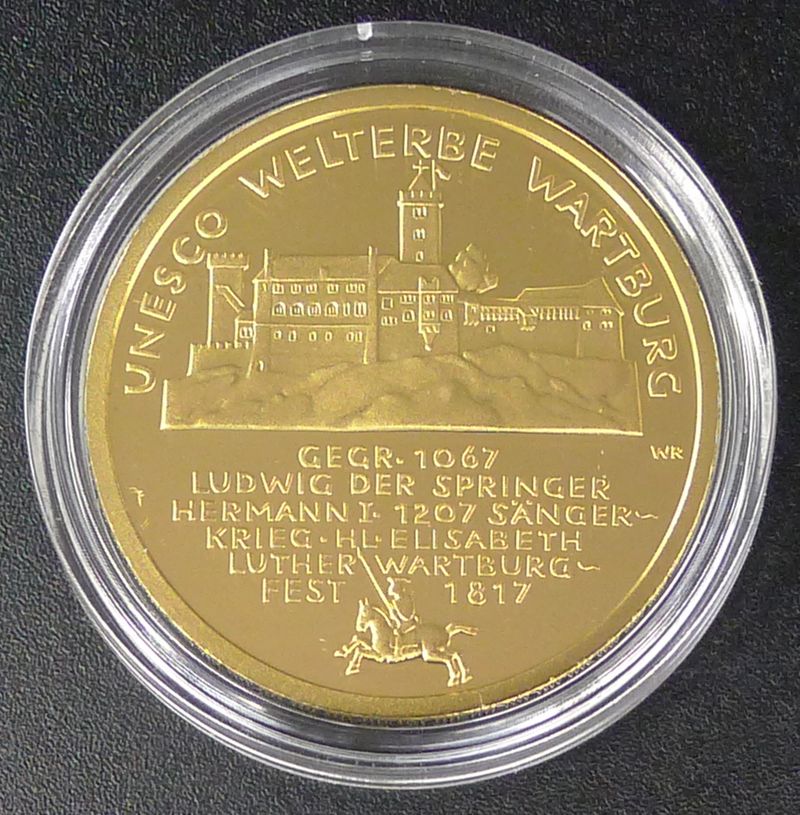 UNESCO WELTERBE WARTBURG
WR
GEGR. 1067
LUDWIG DER SPRINGER
HERMANN I. 1207 SÄNGER~
KRIEG · HL·ELISABETH
LUTHER WARTBURG~
FEST 1817